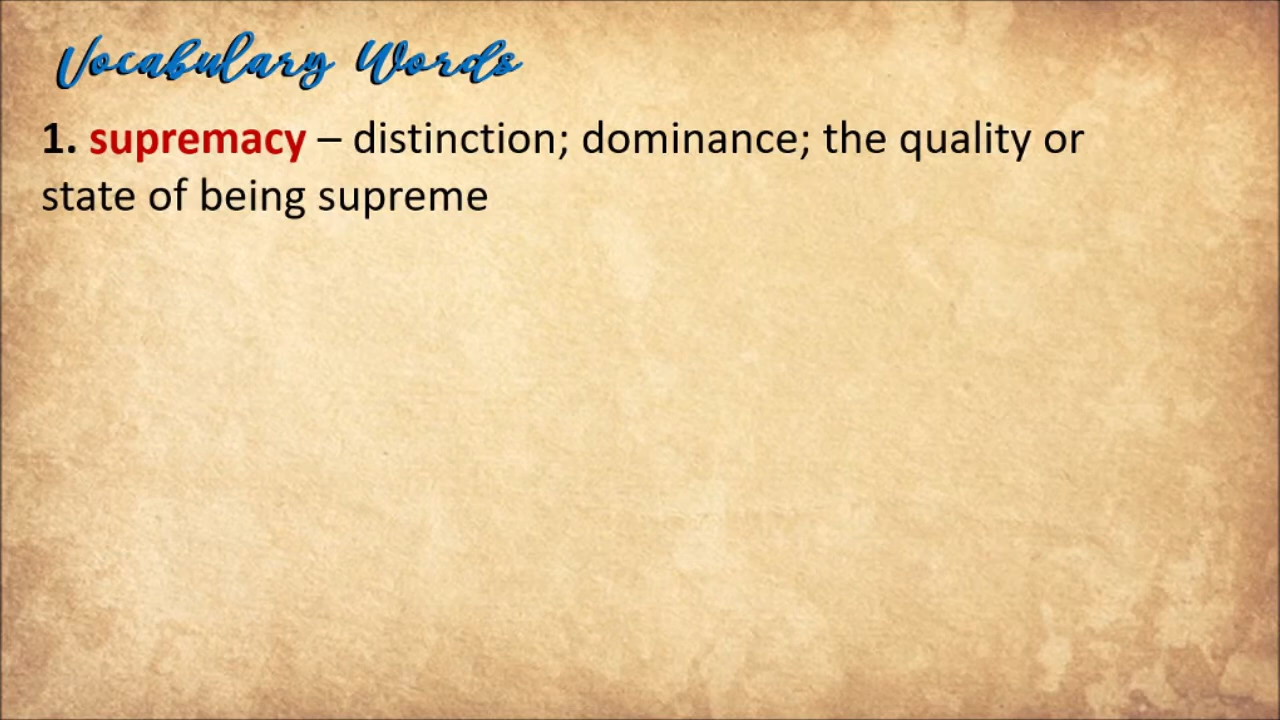 Vocabulary Words
1. supremacy – distinction; dominance; the quality or
state of being supreme